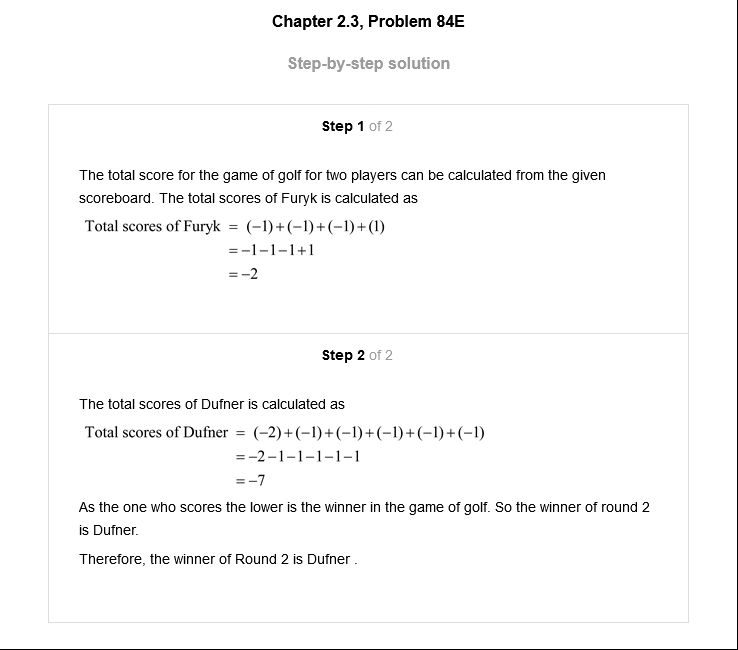 Chapter 2.3, Problem 84E
Step-by-step solution
Step 1 of 2
The total score for the game of golf for two players can be calculated from the given
scoreboard. The total scores of Furyk is calculated as
Total scores of Furyk = (−1)+(−1)+(−1)+(1)
=−1−1−1+1
=−2
Step 2 of 2
The total scores of Dufner is calculated as
Total scores of Dufner = (−2)+(−1)+(−1)+(−1)+(−1)+(−1)
=−2−1−1−1−1−1
=−7
As the one who scores the lower is the winner in the game of golf. So the winner of round 2
is Dufner.
Therefore, the winner of Round 2 is Dufner .